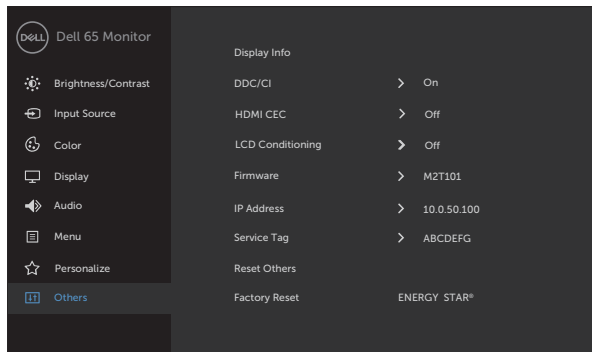 DELL Dell 65 Monitor
Display Info
Brightness/Contrast DDC/CI On
Input Source HDMI CEC Off
Color LCD Conditioning Off
Display Firmware M2T101
Audio IP Address 10.0.50.100
Menu Service Tag ABCDEFG
Personalize Reset Others
Others Factory Reset ENERGY STAR®